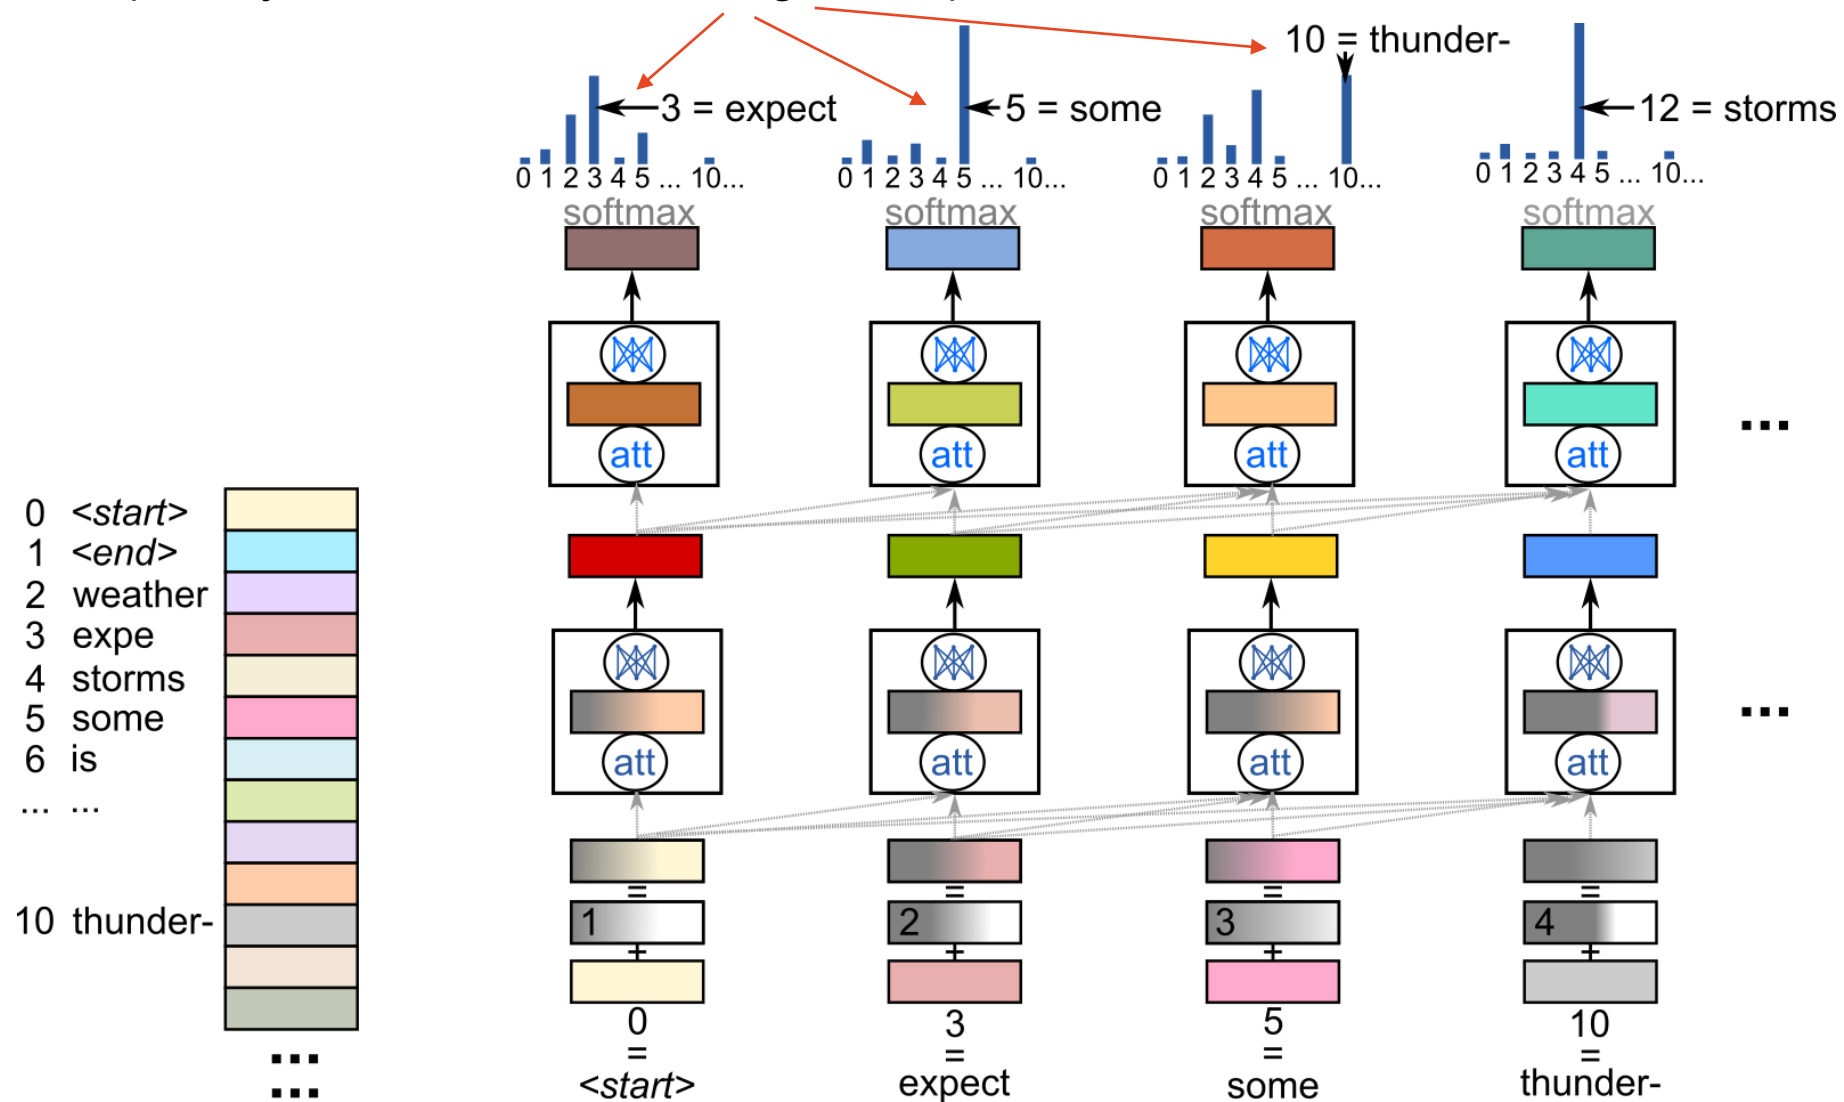 10 = thunder-
3 = expect
5 = some
12 = storms
0 1 2 3 4 5 ... 10...
0 1 2 3 4 5 ... 10...
0 1 2 3 4 5 ... 10...
0 1 2 3 4 5 ... 10...
softmax
softmax
softmax
softmax
att
att
att
att
...
0 <start>
1 <end>
2 weather
3 expe
4 storms
5 some
6 is
... ...
10 thunder-
...
...
att
att
att
att
...
=
=
=
=
1
2
3
4
+
+
+
+
0
3
5
10
=
=
=
=
<start>
expect
some
thunder-